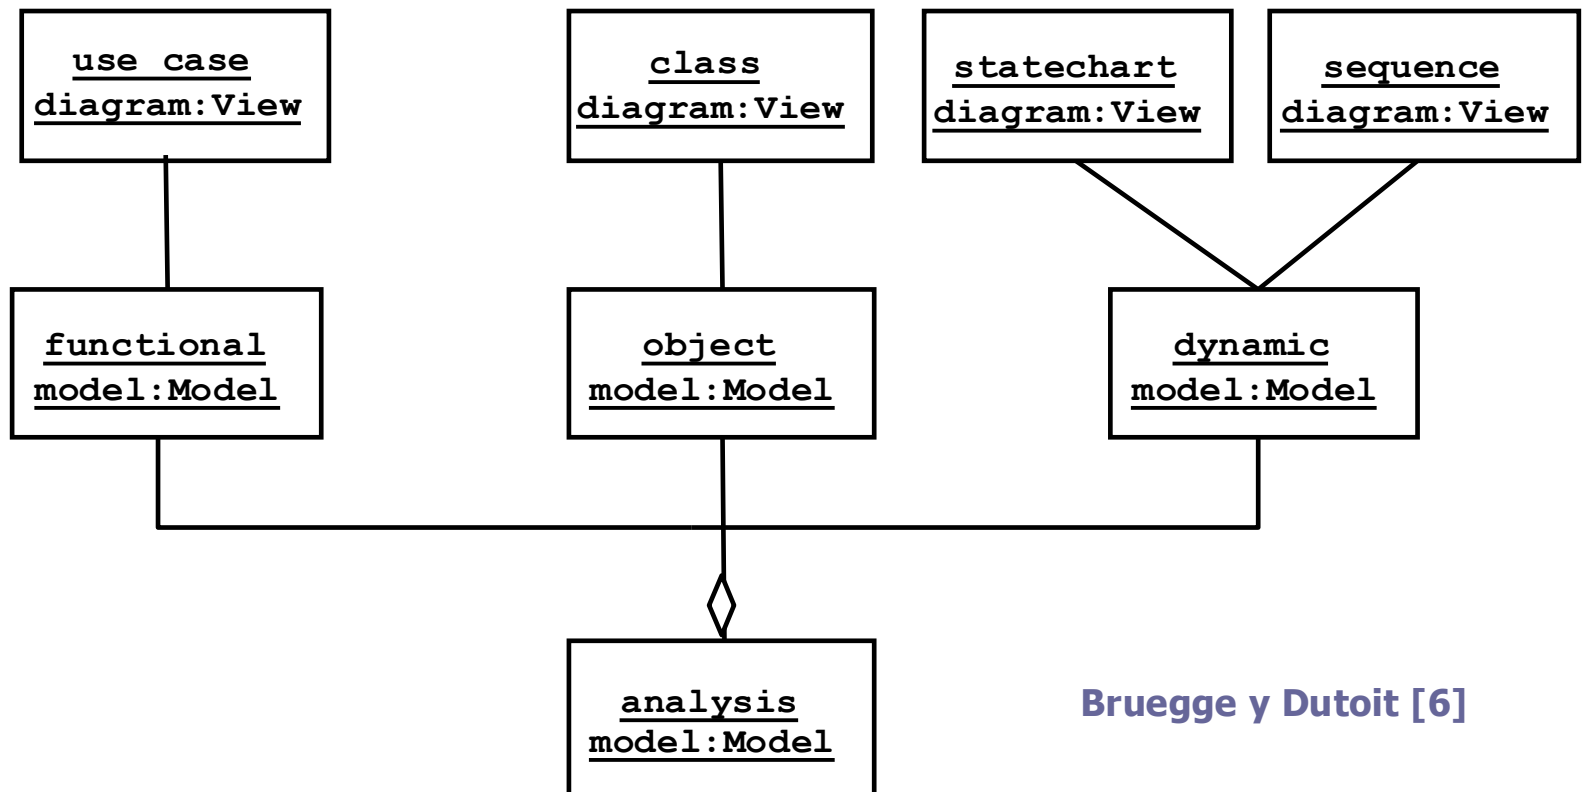 use case
diagram:View
class
diagram:View
statechart
diagram:View
sequence
diagram:View
functional
model:Model
object
model:Model
dynamic
model:Model
analysis
model:Model
Bruegge y Dutoit [6]